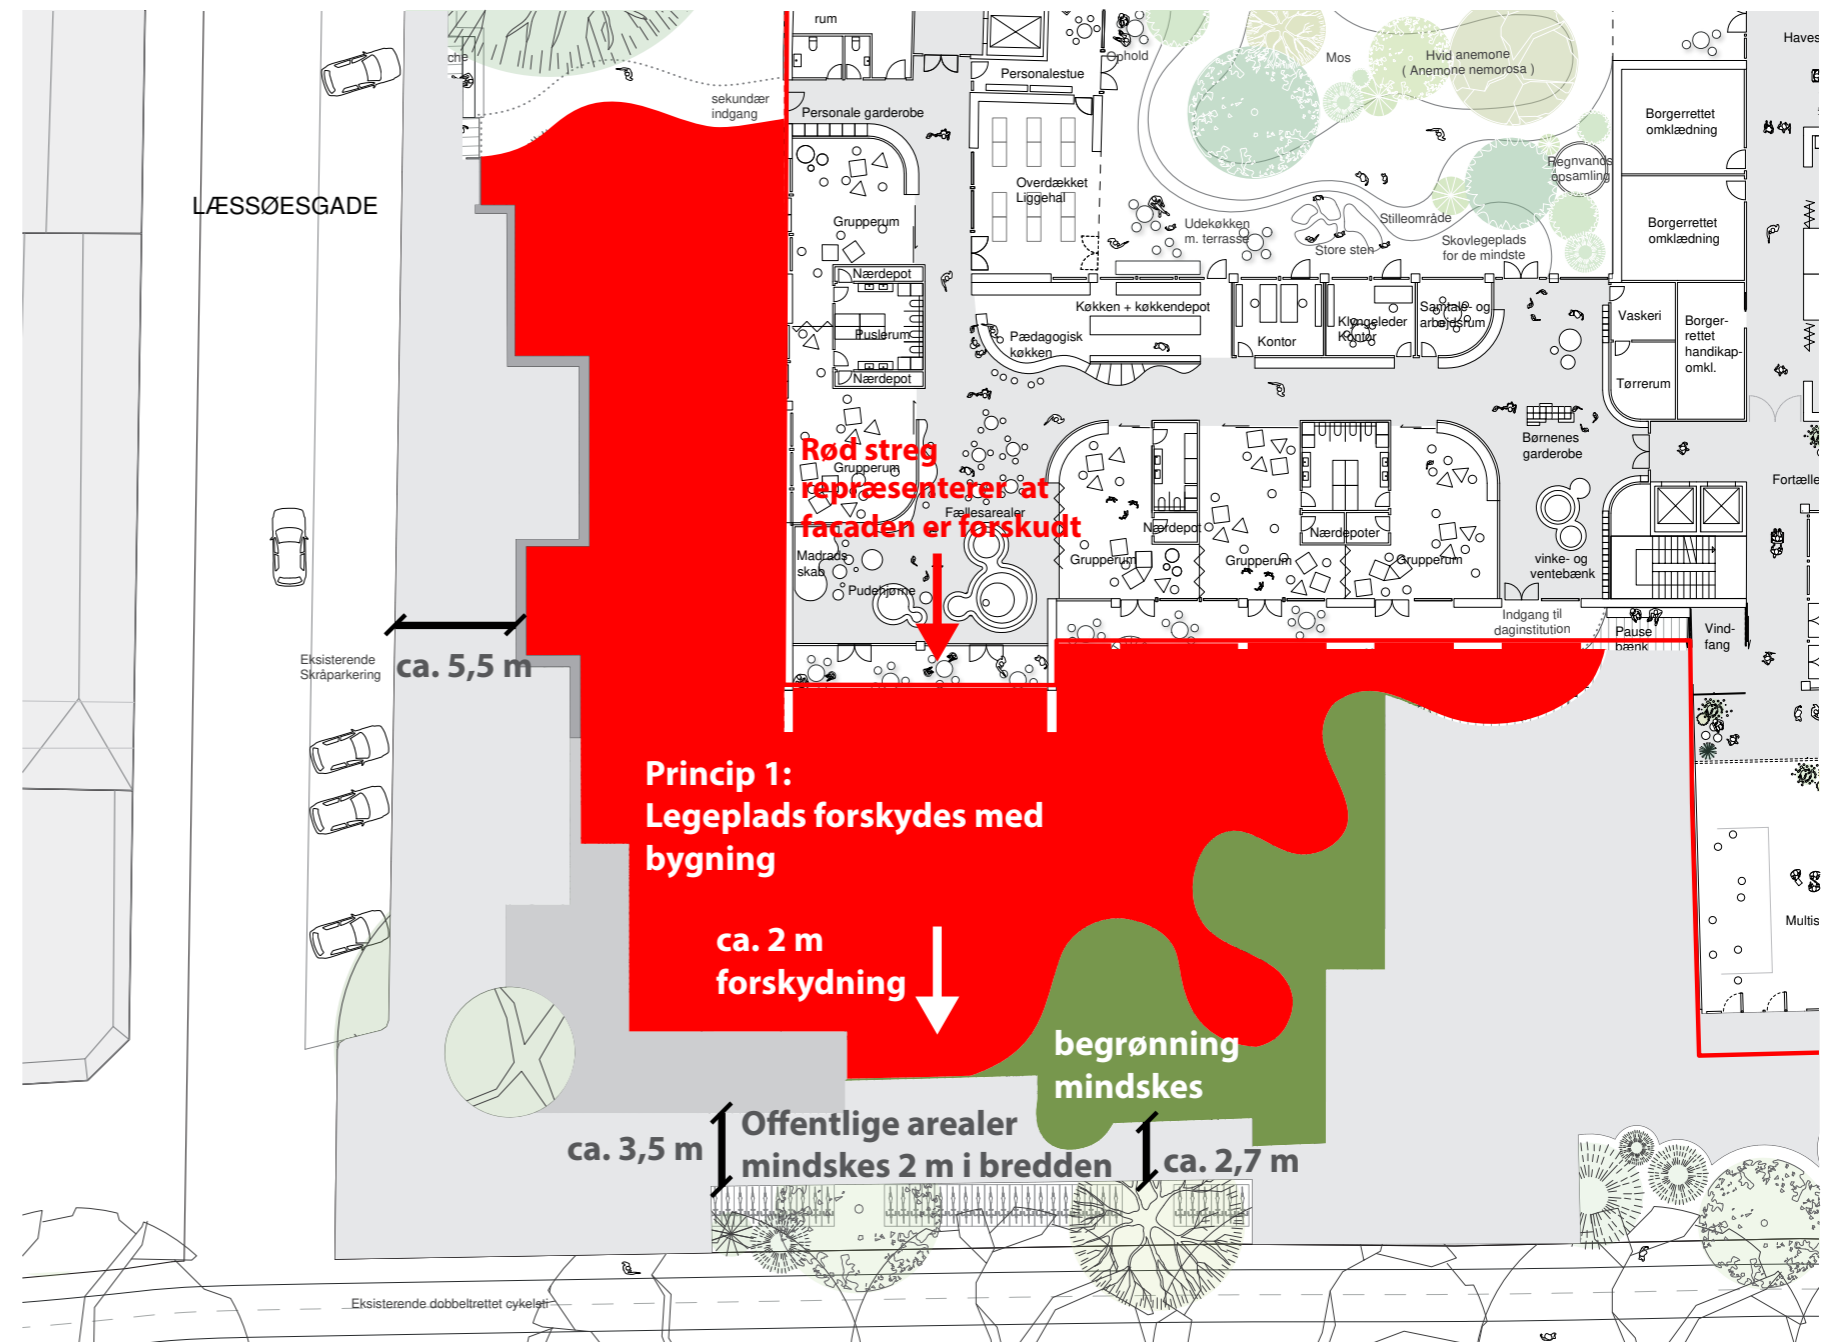 rum
che
sekundær
indgang
Personale garderobe
Personalestue
Ophold
Mos
Hvid anemone
( Anemone nemorosa )
Borgerrettet
omklædning
LÆSSØESGADE
Overdækket
Liggehal
Grupperum
Udekøkken
m. terrasse
Store sten
Stilleområde
Skovlegeplads
for de mindste
Regnvands
opsamling
Borgerrettet
omklædning
Nærdepot
Puslerum
Nærdepot
Køkken + køkkendepot
Pædagogisk
køkken
Kontor
Klyngeleder
Kontor
Samtale- og
arbejdsrum
Vaskeri
Tørrerum
Borger-
rettet
handikap-
omkl.
Rød streg
repræsenterer at
facaden er forskudt
Grupperum
Fællesarealer
Madrads
skab
Pudehjørne
Nærdepot
Grupperum
Grupperum
Nærdepoter
Grupperum
Børnenes
garderobe
vinke- og
ventebænk
Indgang til
daginstitution
Pause
bænk
Vind-
fang
Eksisterende
Skråparkering
ca. 5,5 m
Princip 1:
Legeplads forskydes med
bygning
ca. 2 m
forskydning
begrønning
mindskes
ca. 3,5 m
Offentlige arealer
mindskes 2 m i bredden
ca. 2,7 m
Eksisterende dobbeltrettet cykelsti
Haves
Fortælle
Multis